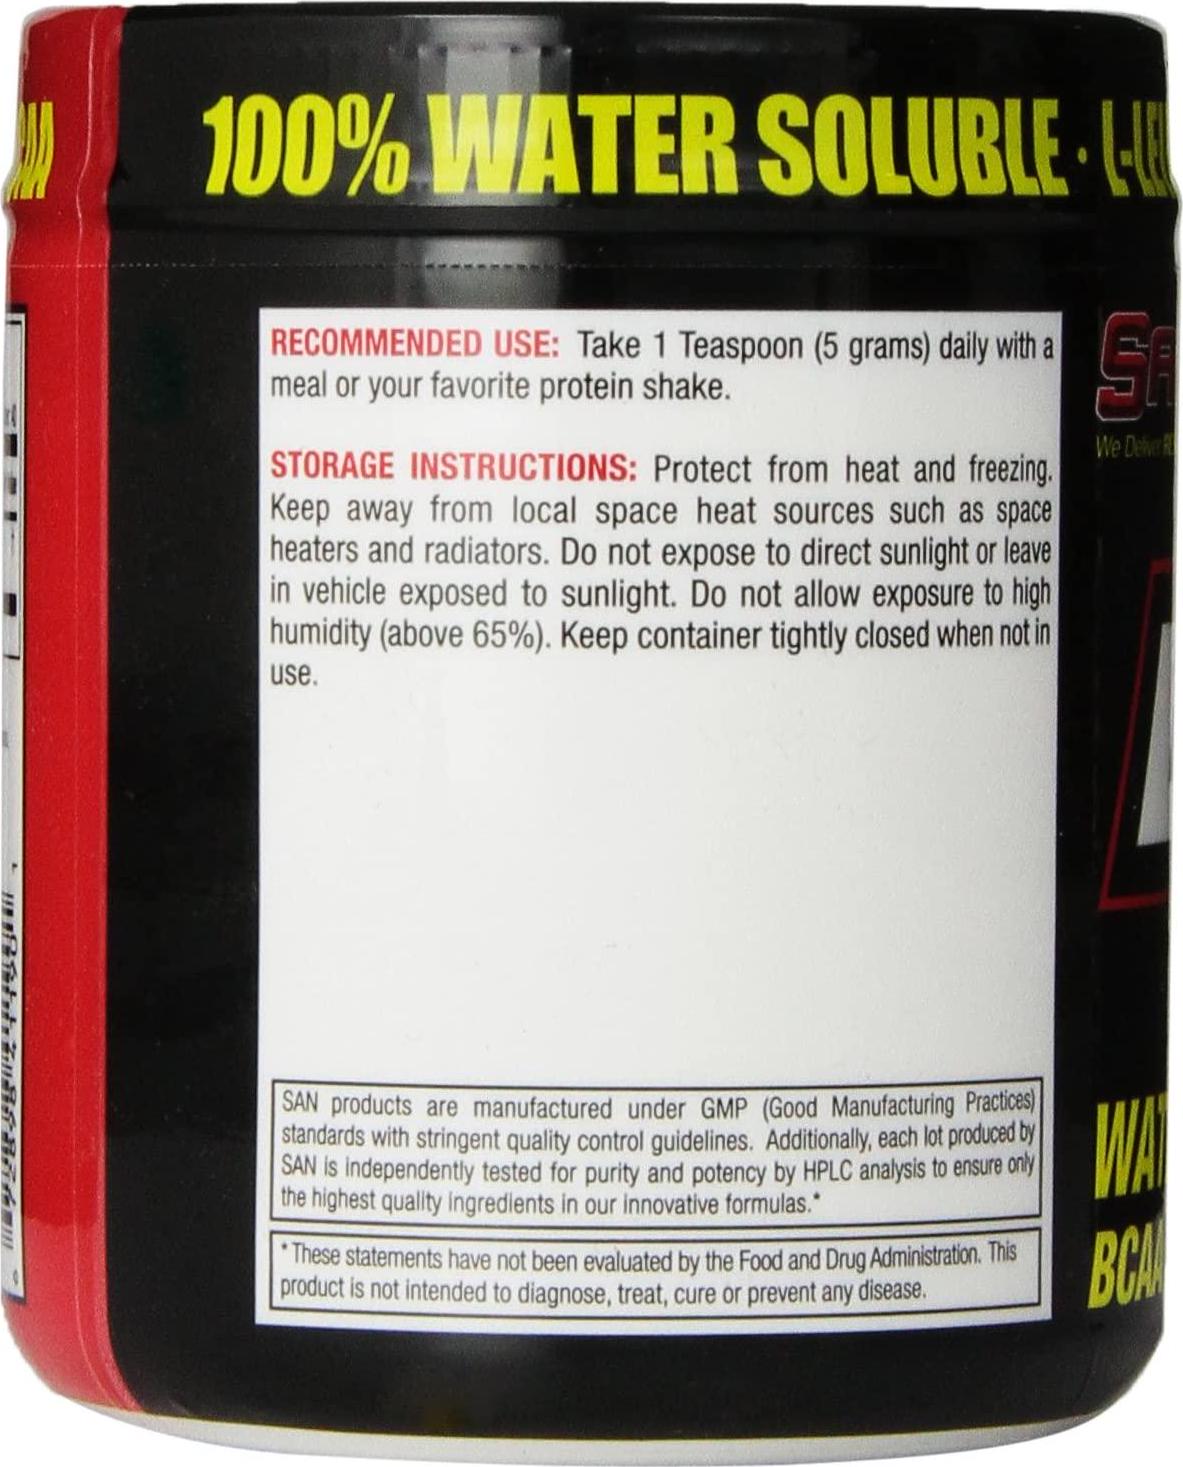 100% WATER SOLUBLE · L-LEU
RECOMMENDED USE: Take 1 Teaspoon (5 grams) daily with a
meal or your favorite protein shake.
STORAGE INSTRUCTIONS: Protect from heat and freezing.
Keep away from local space heat sources such as space
heaters and radiators. Do not expose to direct sunlight or leave
in vehicle exposed to sunlight. Do not allow exposure to high
humidity (above 65%). Keep container tightly closed when not in
use.
SAN products are manufactured under GMP (Good Manufacturing Practices)
standards with stringent quality control guidelines. Additionally, each lot produced by
SAN is independently tested for purity and potency by HPLC analysis to ensure only
the highest quality ingredients in our innovative formulas.*
* These statements have not been evaluated by the Food and Drug Administration. This
product is not intended to diagnose, treat, cure or prevent any disease.
SA
We Deliver
WAT
BCAA